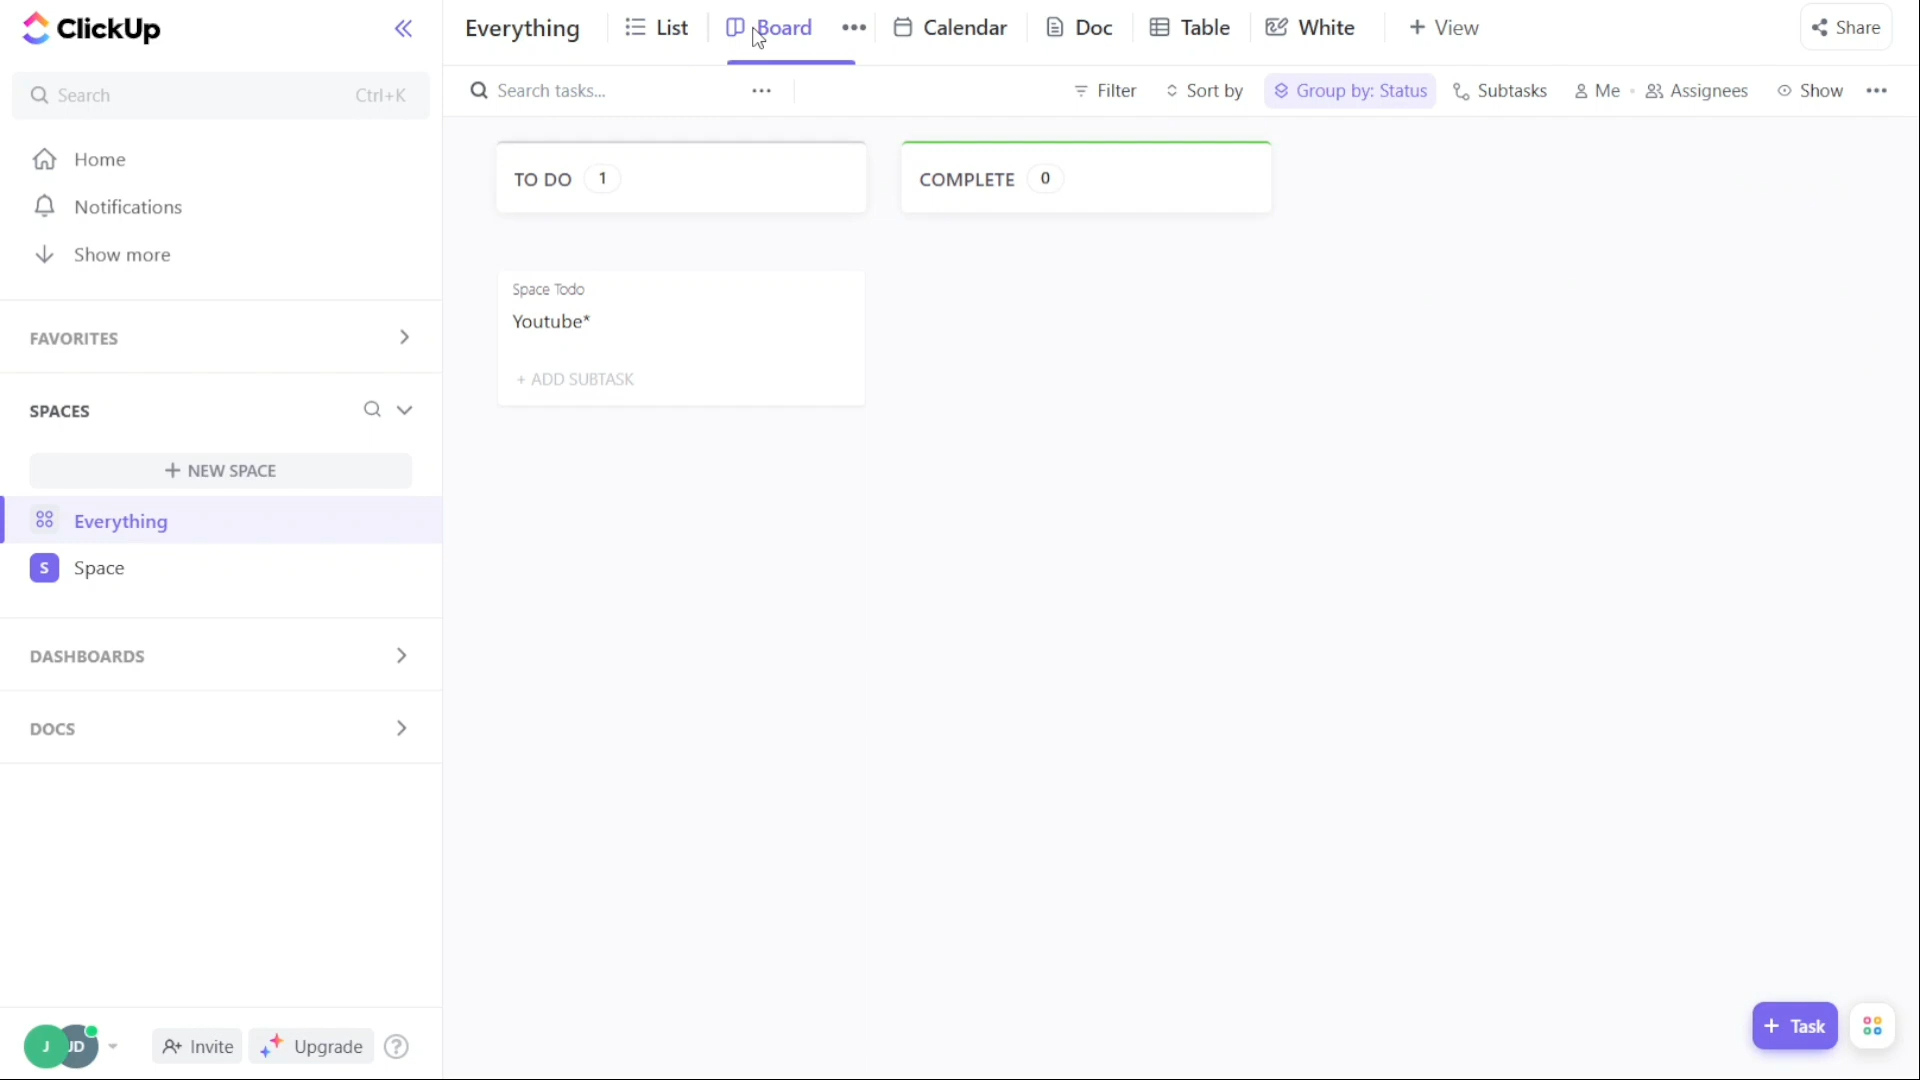 ClickUp
Search Ctrl+K
Home
Notifications
Show more
FAVORITES
SPACES
+ NEW SPACE
Everything
S Space
DASHBOARDS
DOCS
J JD Invite Upgrade ?
Everything List Board ••• Calendar Doc Table White + View Share
Search tasks... ••• Filter Sort by Group by: Status Subtasks Me Assignees Show •••
TO DO 1
COMPLETE 0
Space Todo
Youtube*
+ ADD SUBTASK
+ Task